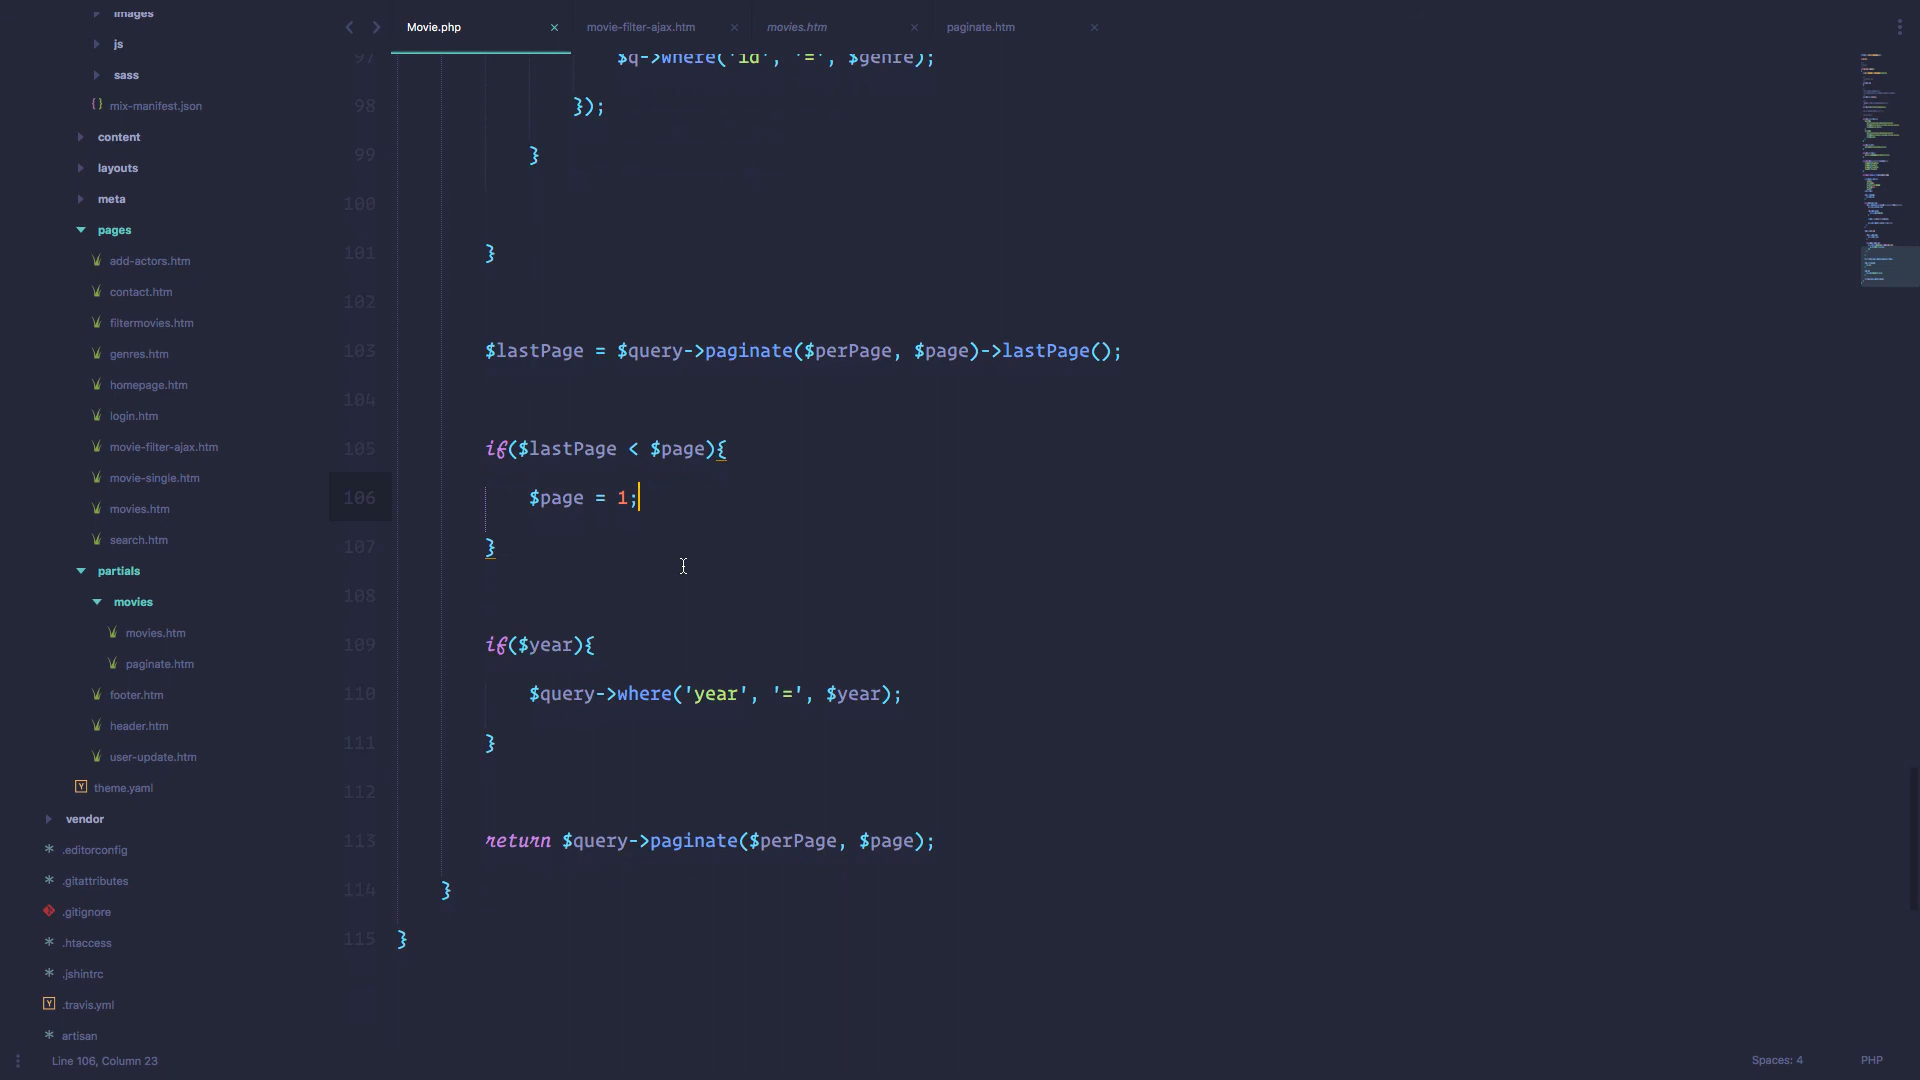 images
js
sass
mix-manifest.json
content
layouts
meta
pages
add-actors.htm
contact.htm
filtermovies.htm
genres.htm
homepage.htm
login.htm
movie-filter-ajax.htm
movie-single.htm
movies.htm
search.htm
partials
movies
movies.htm
paginate.htm
footer.htm
header.htm
user-update.htm
theme.yaml
vendor
.editorconfig
.gitattributes
.gitignore
.htaccess
.jshintrc
.travis.yml
artisan
Movie.php
movie-filter-ajax.htm
movies.htm
paginate.htm
97 $q->where('id', '=', $genre);
98 });
99 }
100
101 }
102
103 $lastPage = $query->paginate($perPage, $page)->lastPage();
104
105 if($lastPage < $page){
106 $page = 1;
107 }
108
109 if($year){
110 $query->where('year', '=', $year);
111 }
112
113 return $query->paginate($perPage, $page);
114 }
115 }
Line 106, Column 23
Spaces: 4
PHP